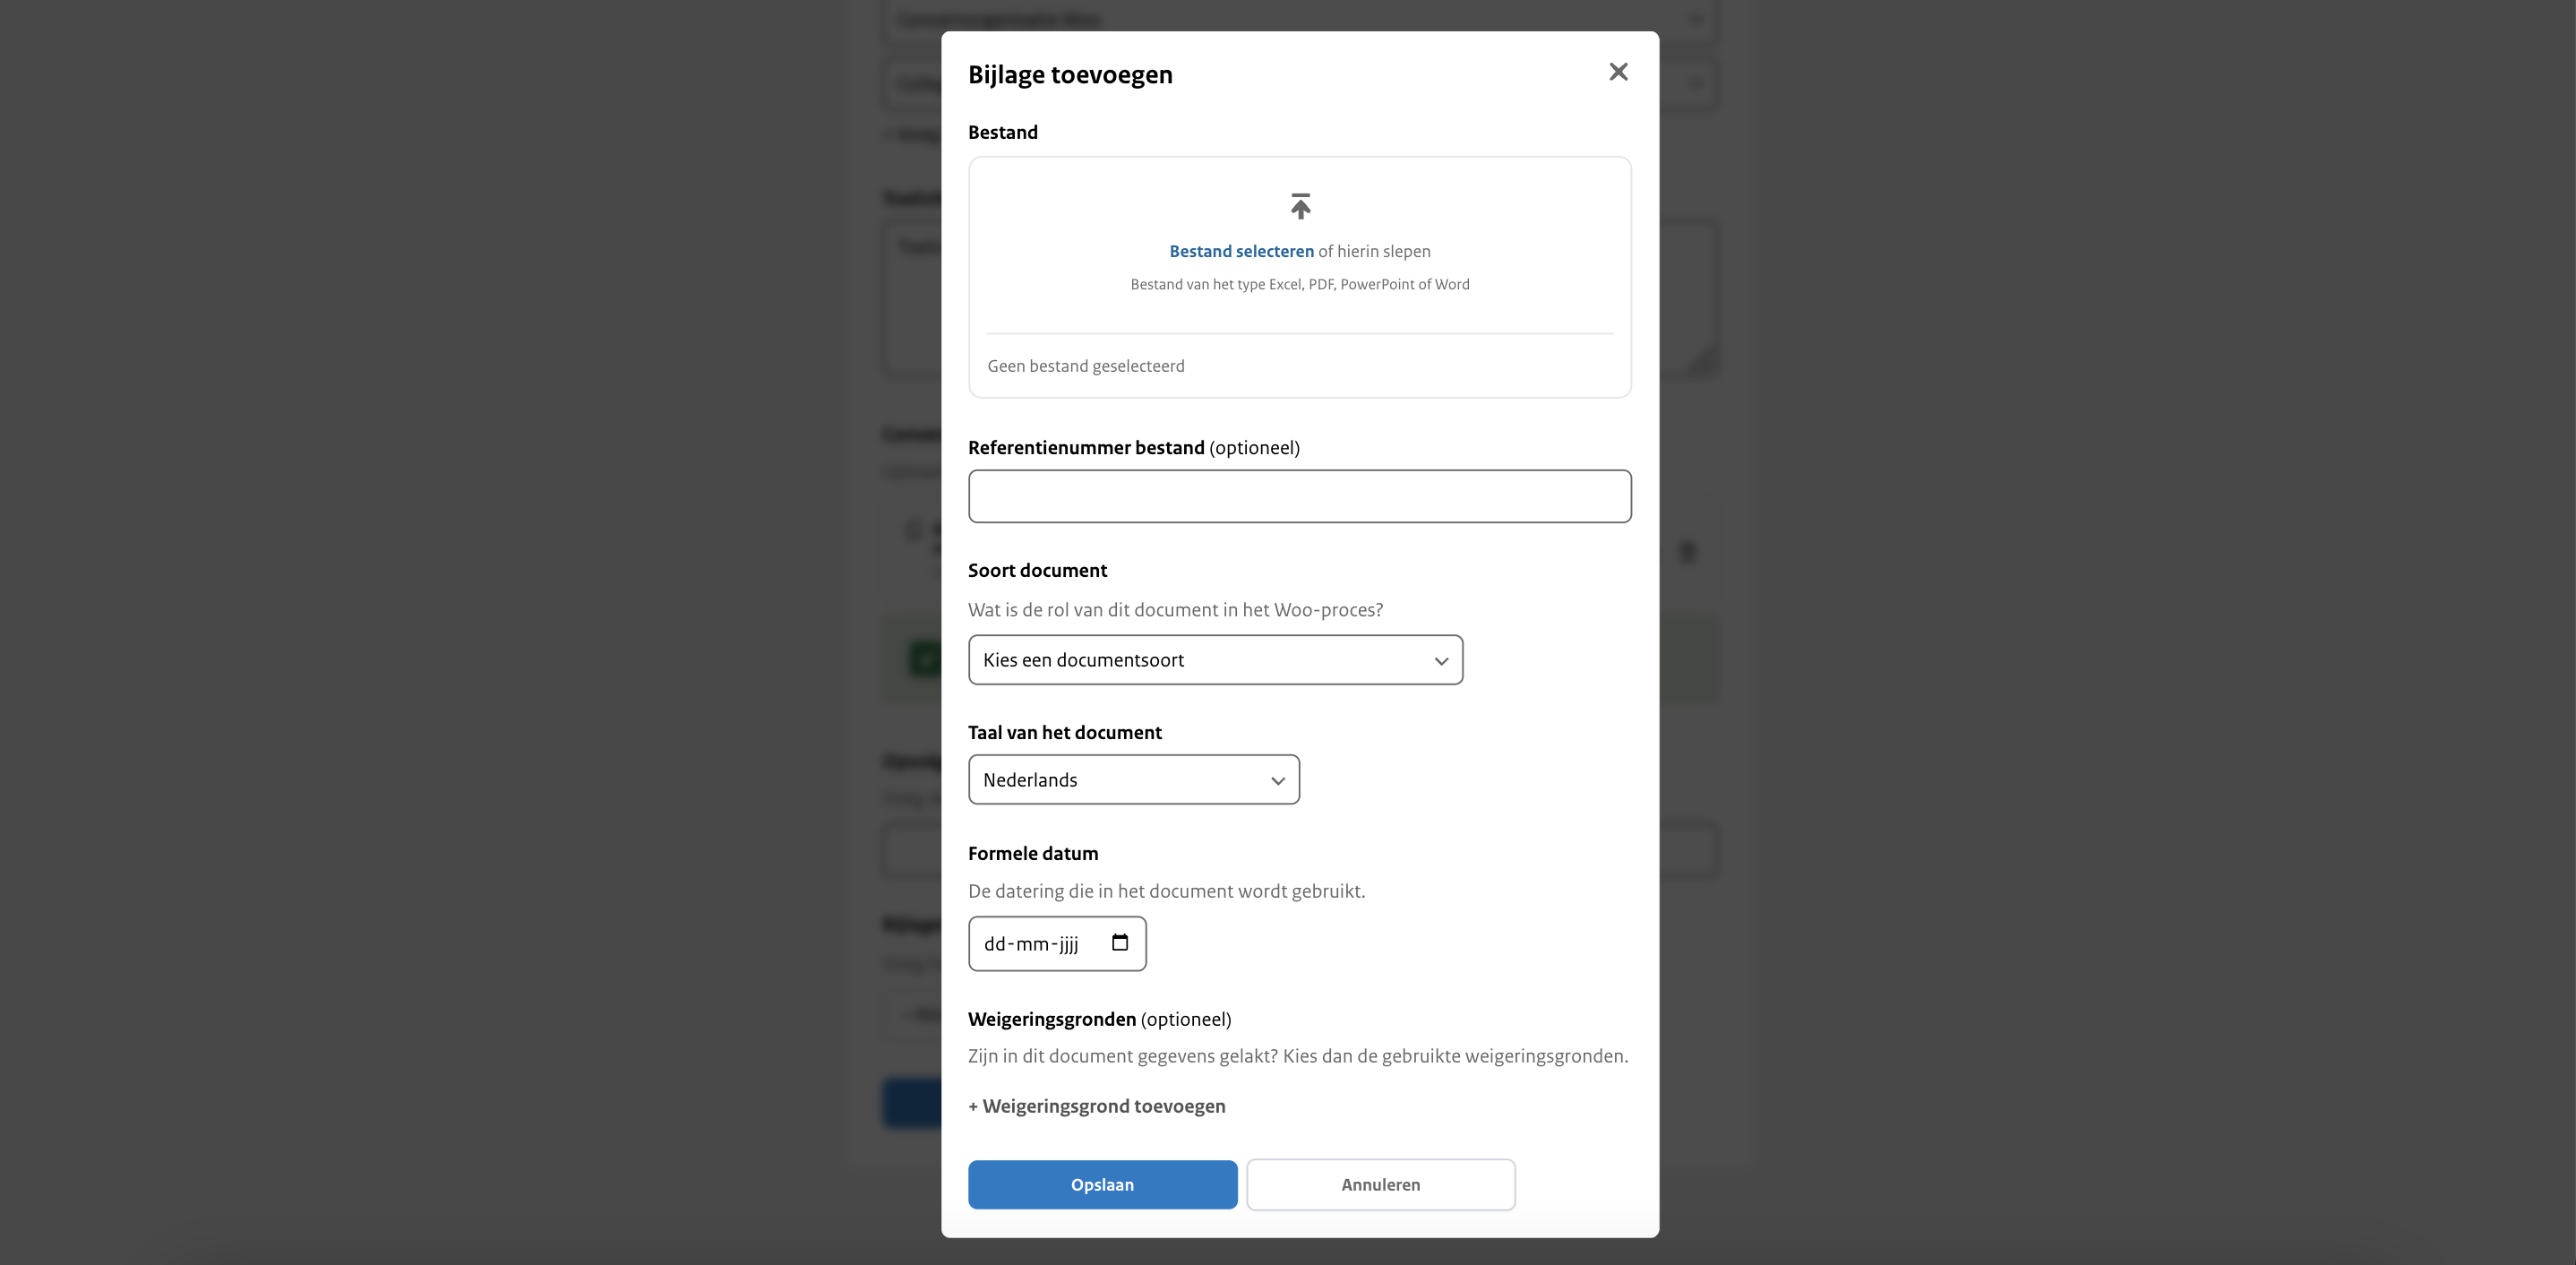 Bijlage toevoegen
Bestand
Bestand selecteren of hierin slepen
Bestand van het type Excel, PDF, PowerPoint of Word
Geen bestand geselecteerd
Referentienummer bestand (optioneel)
Soort document
Wat is de rol van dit document in het Woo-proces?
Kies een documentsoort
Taal van het document
Nederlands
Formele datum
De datering die in het document wordt gebruikt.
dd-mm-jjjj
Weigeringsgronden (optioneel)
Zijn in dit document gegevens gelakt? Kies dan de gebruikte weigeringsgronden.
+ Weigeringsgrond toevoegen
Opslaan
Annuleren